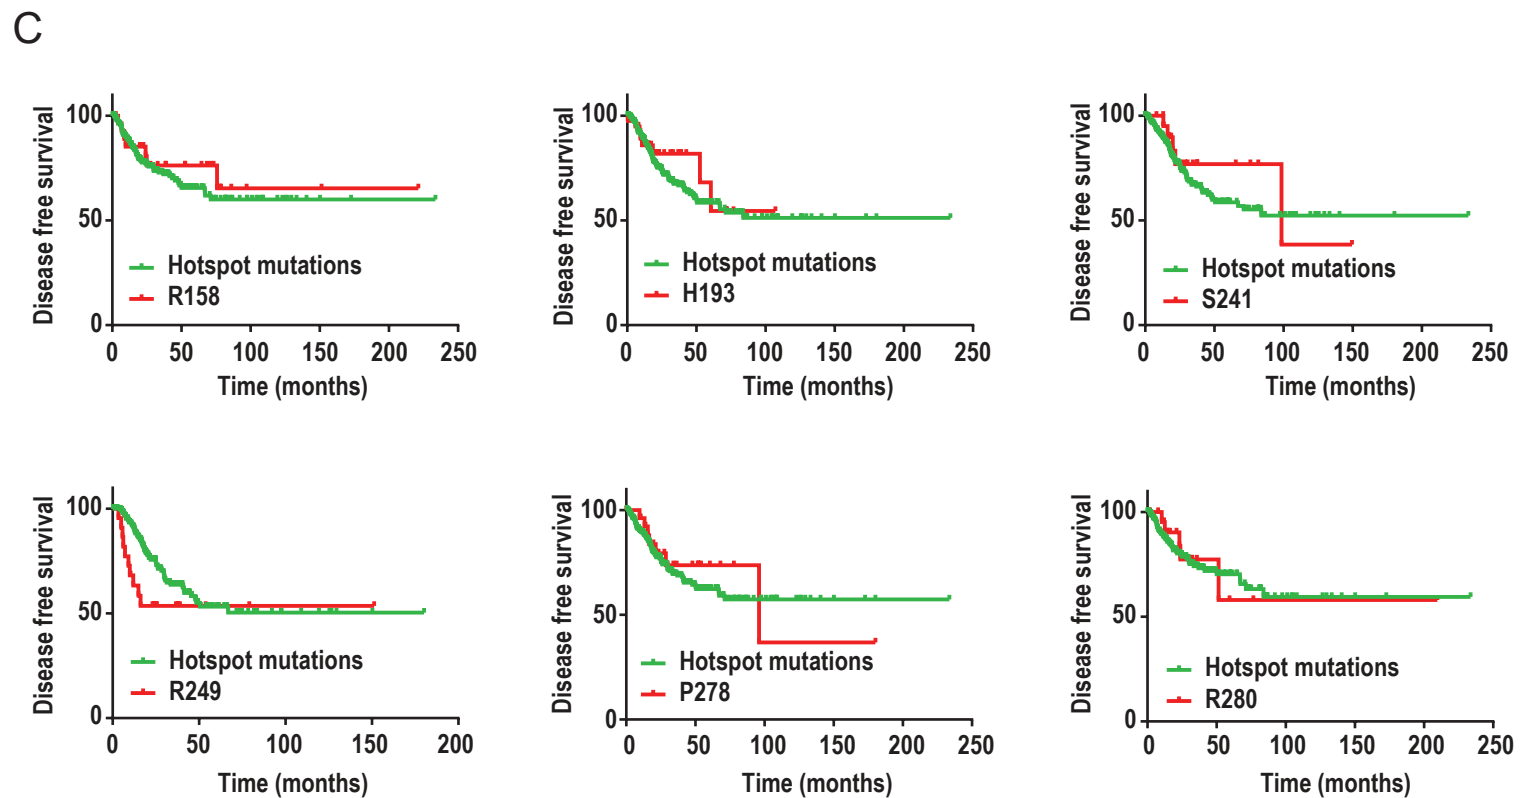 C
Disease free survival
100
50
0
Hotspot mutations
R158
0 50 100 150 200 250
Time (months)
Disease free survival
100
50
0
Hotspot mutations
H193
0 50 100 150 200 250
Time (months)
Disease free survival
100
50
0
Hotspot mutations
S241
0 50 100 150 200 250
Time (months)
Disease free survival
100
50
0
Hotspot mutations
R249
0 50 100 150 200
Time (months)
Disease free survival
100
50
0
Hotspot mutations
P278
0 50 100 150 200 250
Time (months)
Disease free survival
100
50
0
Hotspot mutations
R280
0 50 100 150 200 250
Time (months)